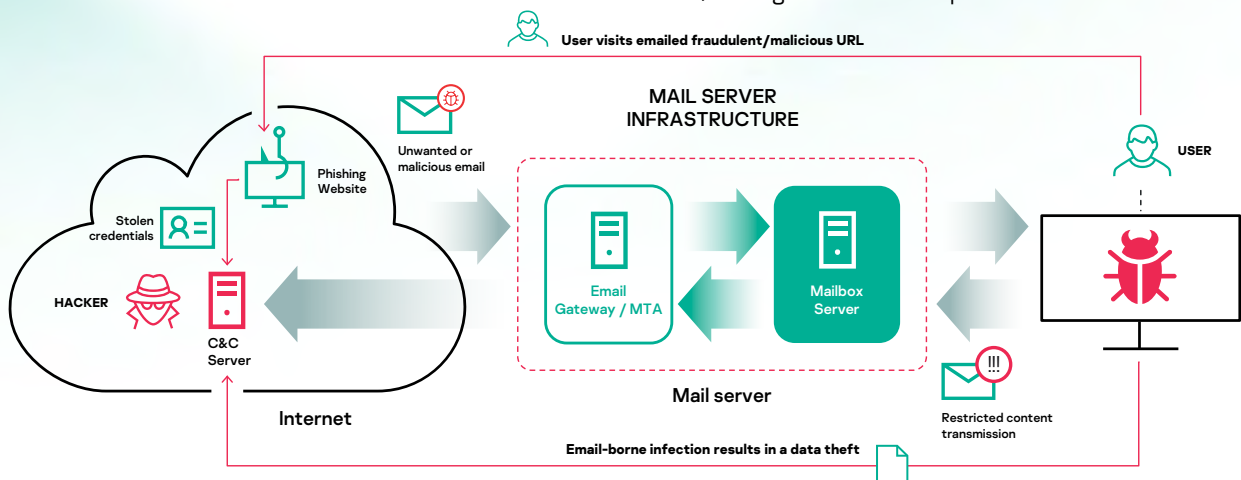 User visits emailed fraudulent/malicious URL
MAIL SERVER
INFRASTRUCTURE
Unwanted or
malicious email
USER
Phishing
Website
Stolen
credentials
HACKER
C&C
Server
Email
Gateway / MTA
Mailbox
Server
!!!
Mail server
Internet
Restricted content
transmission
Email-borne infection results in a data theft